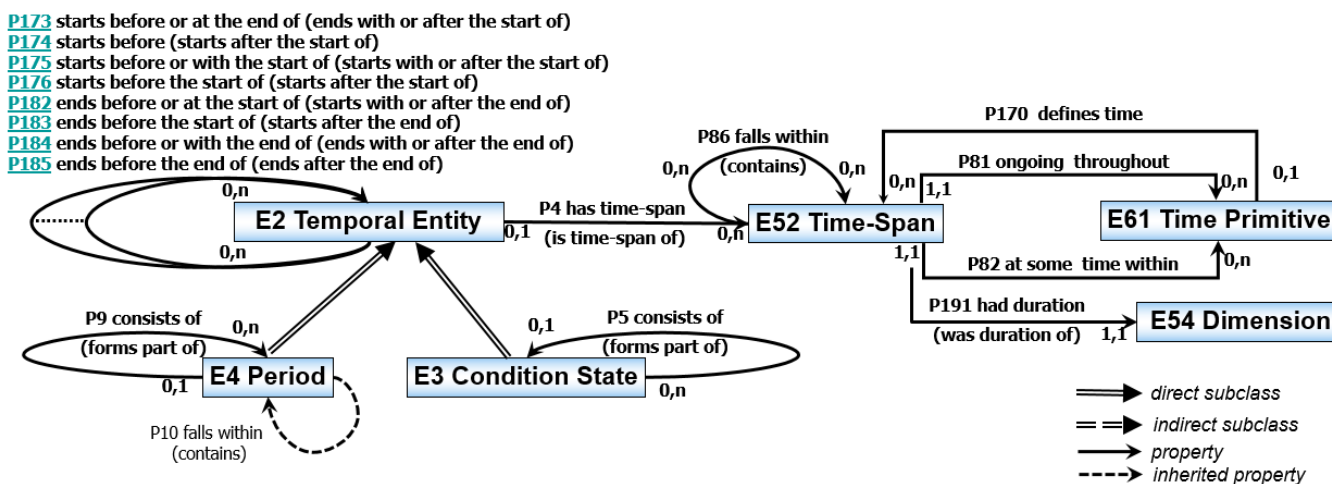 P173 starts before or at the end of (ends with or after the start of)
P174 starts before (starts after the start of)
P175 starts before or with the start of (starts with or after the start of)
P176 starts before the start of (starts after the start of)
P182 ends before or at the start of (starts with or after the end of)
P183 ends before the start of (starts after the end of)
P184 ends before or with the end of (ends with or after the end of)
P185 ends before the end of (ends after the end of)
0,n
E2 Temporal Entity
0,n
0,1
P4 has time-span
(is time-span of)
0,n
P86 falls within
(contains)
0,n
0,n
E52 Time-Span
P170 defines time
0,n
0,1
P81 ongoing throughout
1,1
0,n
E61 Time Primitive
1,1
P82 at some time within
0,n
P191 had duration
(was duration of)
1,1
E54 Dimension
P9 consists of
(forms part of)
0,n
0,1
E4 Period
P10 falls within
(contains)
P5 consists of
(forms part of)
0,1
E3 Condition State
0,n
direct subclass
indirect subclass
property
inherited property